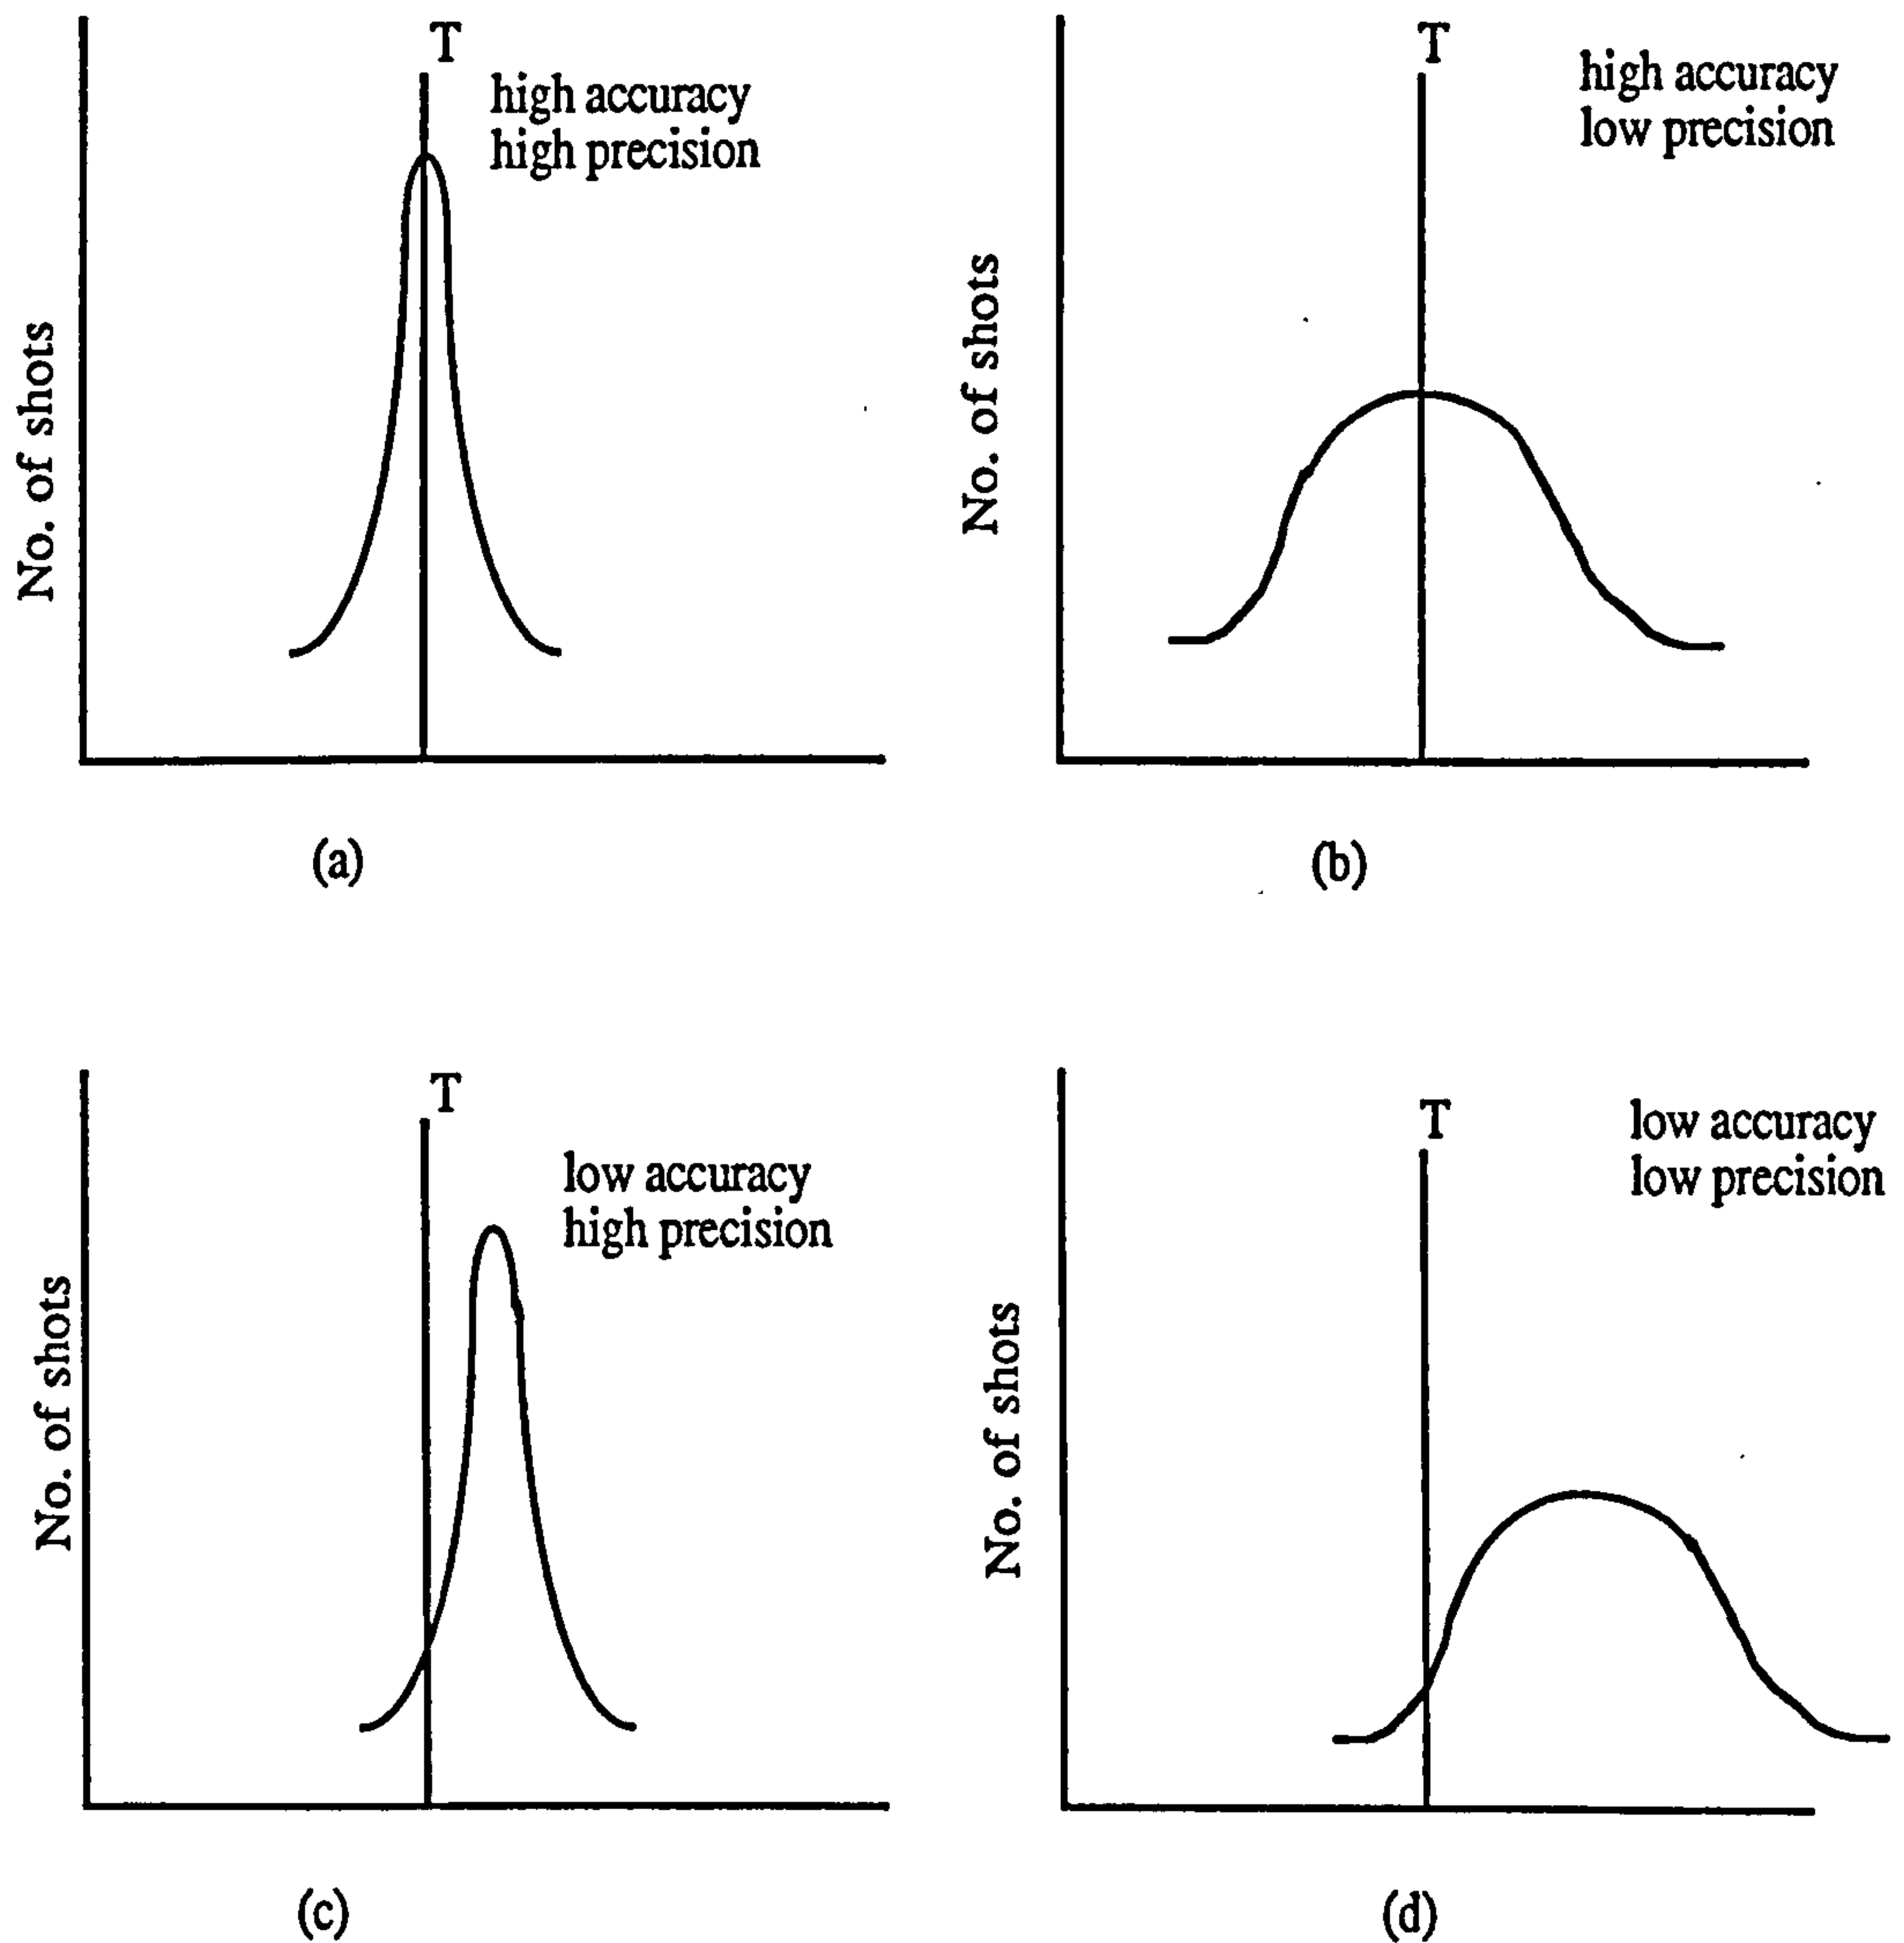 T
high accuracy
high precision
No. of shots
(a)
T
high accuracy
low precision
No. of shots
(b)
T
low accuracy
high precision
No. of shots
(c)
T
low accuracy
low precision
No. of shots
(d)